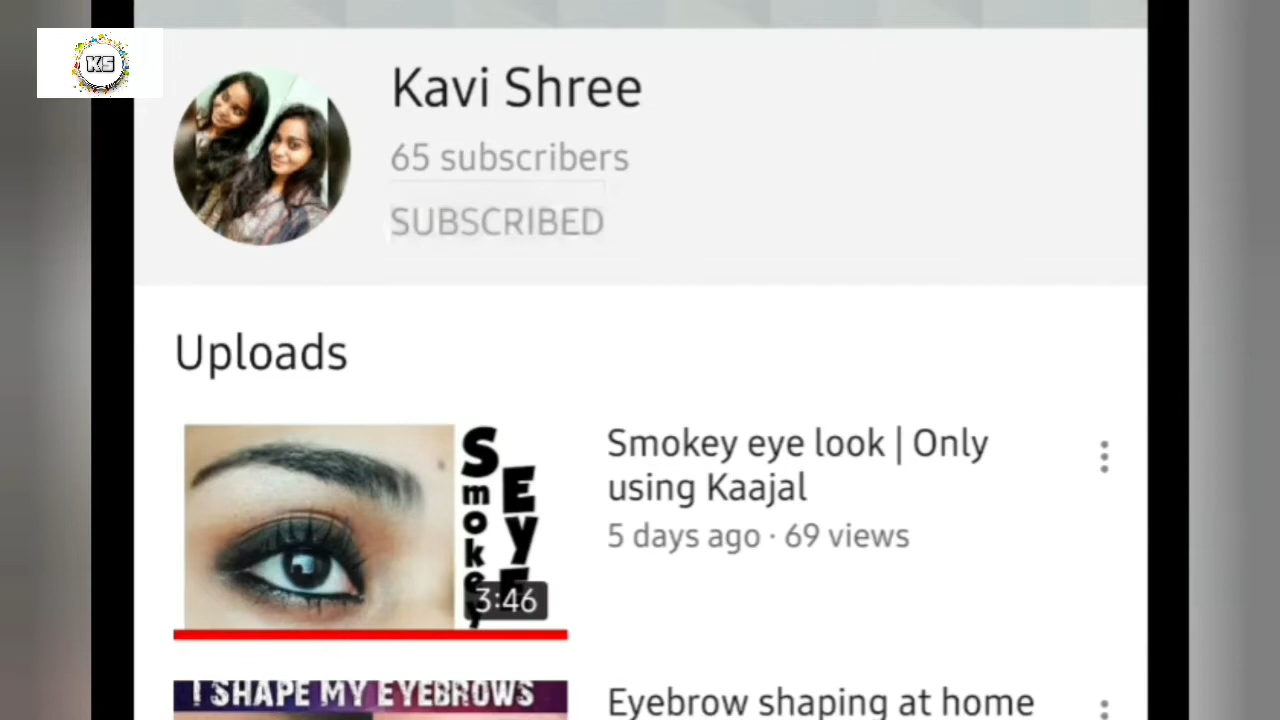 KS
Kavi Shree
65 subscribers
SUBSCRIBED
Uploads
Smokey
EYE
3:46
Smokey eye look | Only
using Kaajal
5 days ago · 69 views
I SHAPE MY EYEBROWS
Eyebrow shaping at home